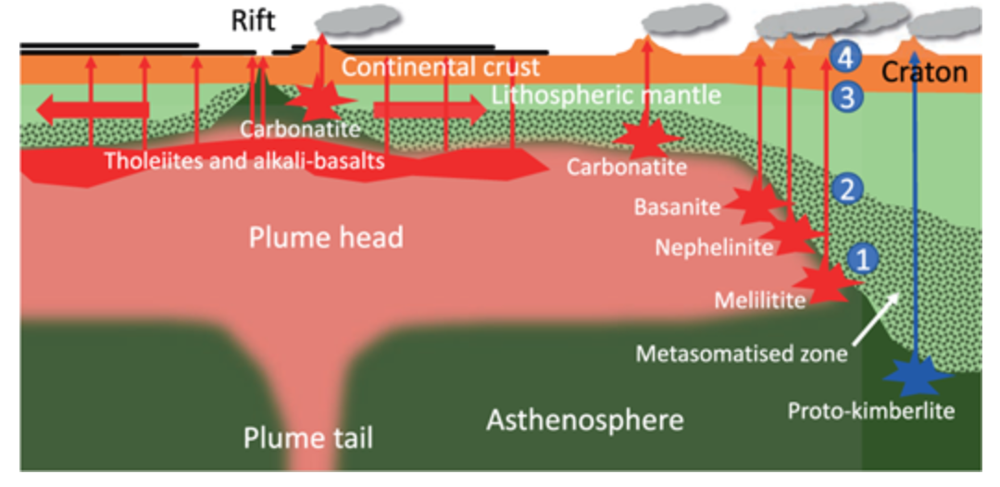 Rift
Continental crust
4
Craton
Lithospheric mantle
3
Carbonatite
Tholeiites and alkali-basalts
Carbonatite
2
Basanite
Plume head
Nephelinite
1
Melilitite
Metasomatised zone
Proto-kimberlite
Asthenosphere
Plume tail